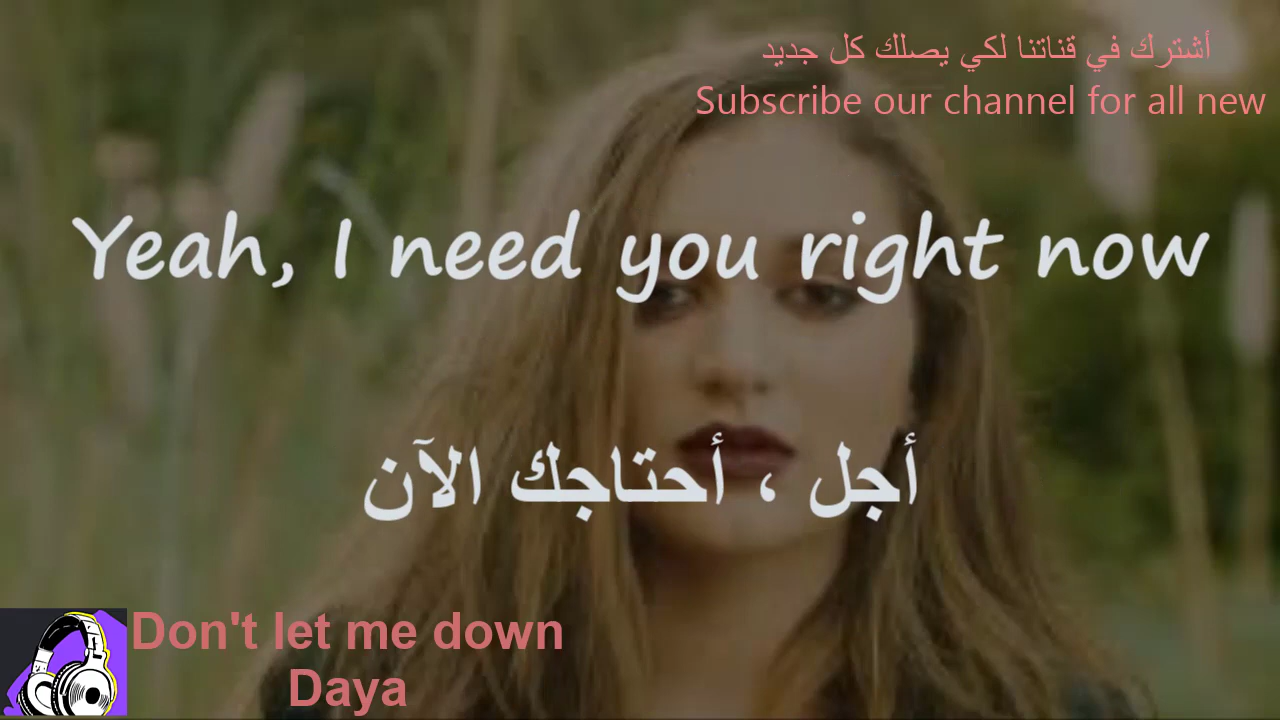 أشترك في قناتنا لكي يصلك كل جديد
Subscribe our channel for all new
Yeah, I need you right now
أجل ، أحتاجك الآن
Don't let me down
Daya